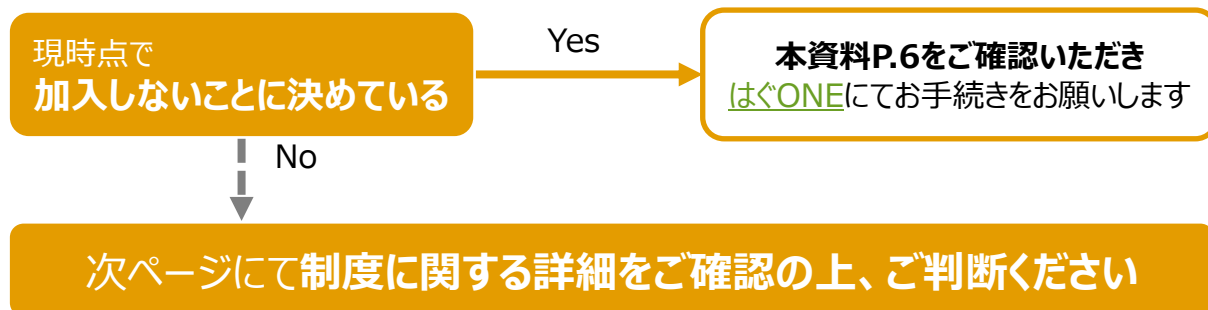 現時点で
加入しないことに決めている
Yes
本資料P.6をご確認いただき
はぐONEにてお手続きをお願いします
No
次ページにて制度に関する詳細をご確認の上、ご判断ください